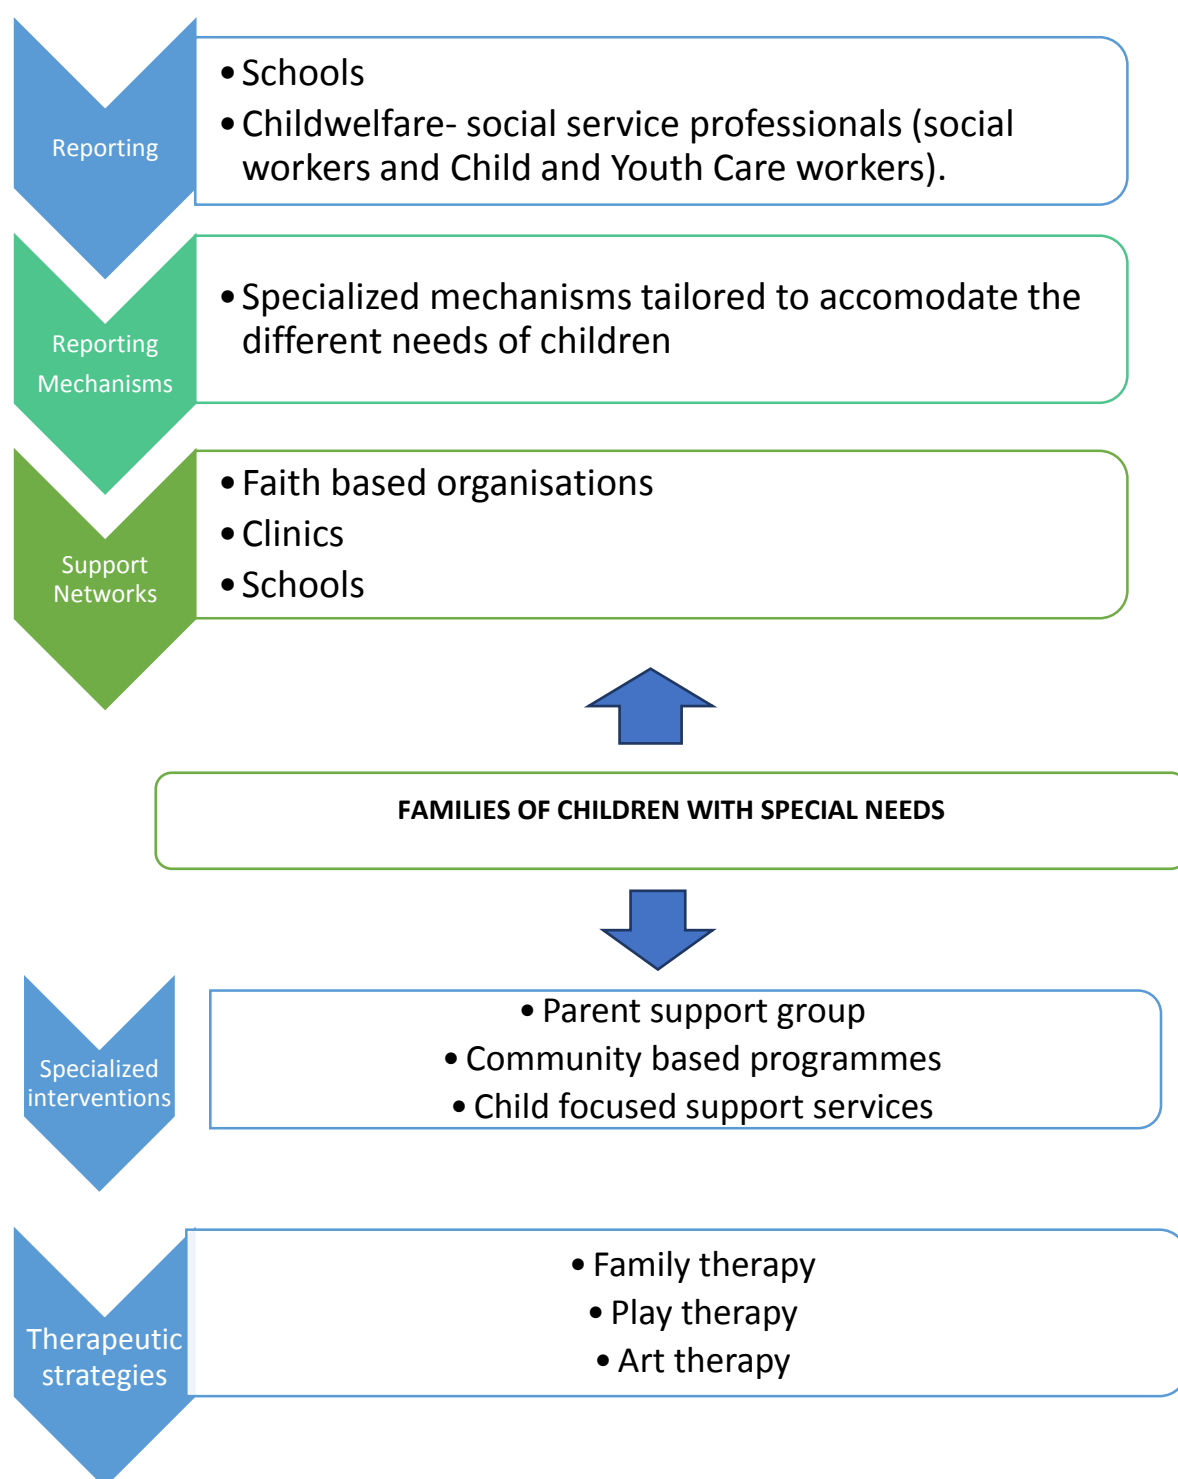 Reporting
• Schools
• Childwelfare- social service professionals (social
workers and Child and Youth Care workers).
Reporting
Mechanisms
• Specialized mechanisms tailored to accomodate the
different needs of children
Support
Networks
• Faith based organisations
• Clinics
• Schools
FAMILIES OF CHILDREN WITH SPECIAL NEEDS
Specialized
interventions
• Parent support group
• Community based programmes
• Child focused support services
Therapeutic
strategies
• Family therapy
• Play therapy
• Art therapy